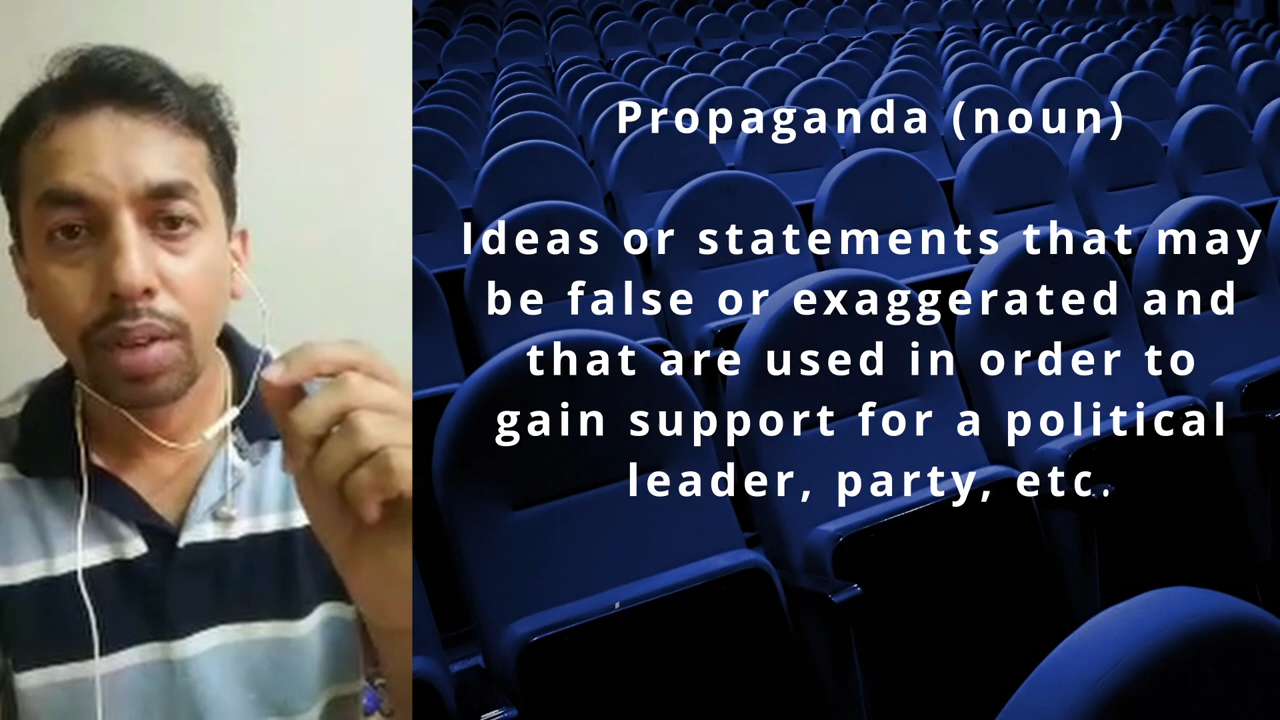 Propaganda (noun)
Ideas or statements that may
be false or exaggerated and
that are used in order to
gain support for a political
leader, party, etc.